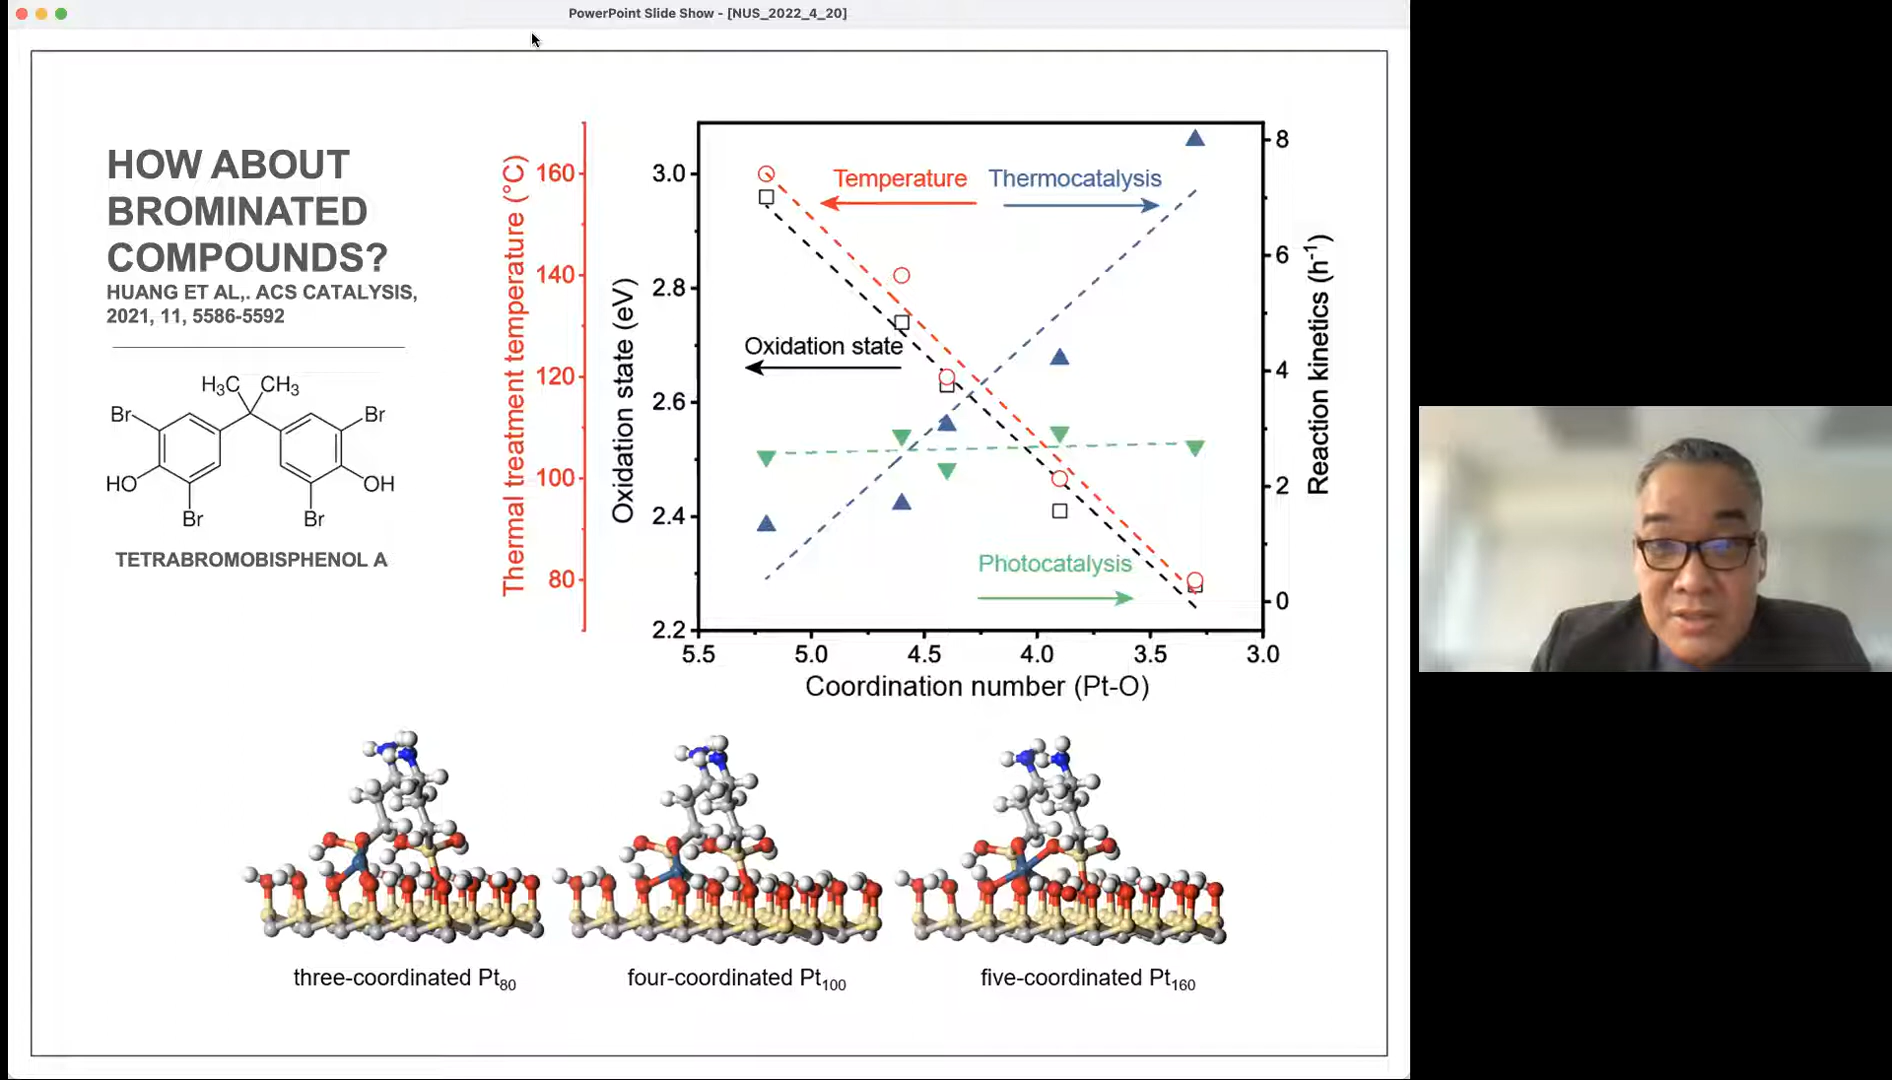 PowerPoint Slide Show - [NUS_2022_4_20]
HOW ABOUT
BROMINATED
COMPOUNDS?
HUANG ET AL,. ACS CATALYSIS,
2021, 11, 5586-5592
H₃C CH₃
Br Br
HO OH
Br Br
TETRABROMOBISPHENOL A
Thermal treatment temperature (°C)
160
140
120
100
80
Oxidation state (eV)
3.0
2.8
2.6
2.4
2.2
Temperature Thermocatalysis
Oxidation state
Photocatalysis
8
6
4
2
0
Reaction kinetics (h⁻¹)
5.5 5.0 4.5 4.0 3.5 3.0
Coordination number (Pt-O)
three-coordinated Pt₈₀ four-coordinated Pt₁₀₀ five-coordinated Pt₁₆₀